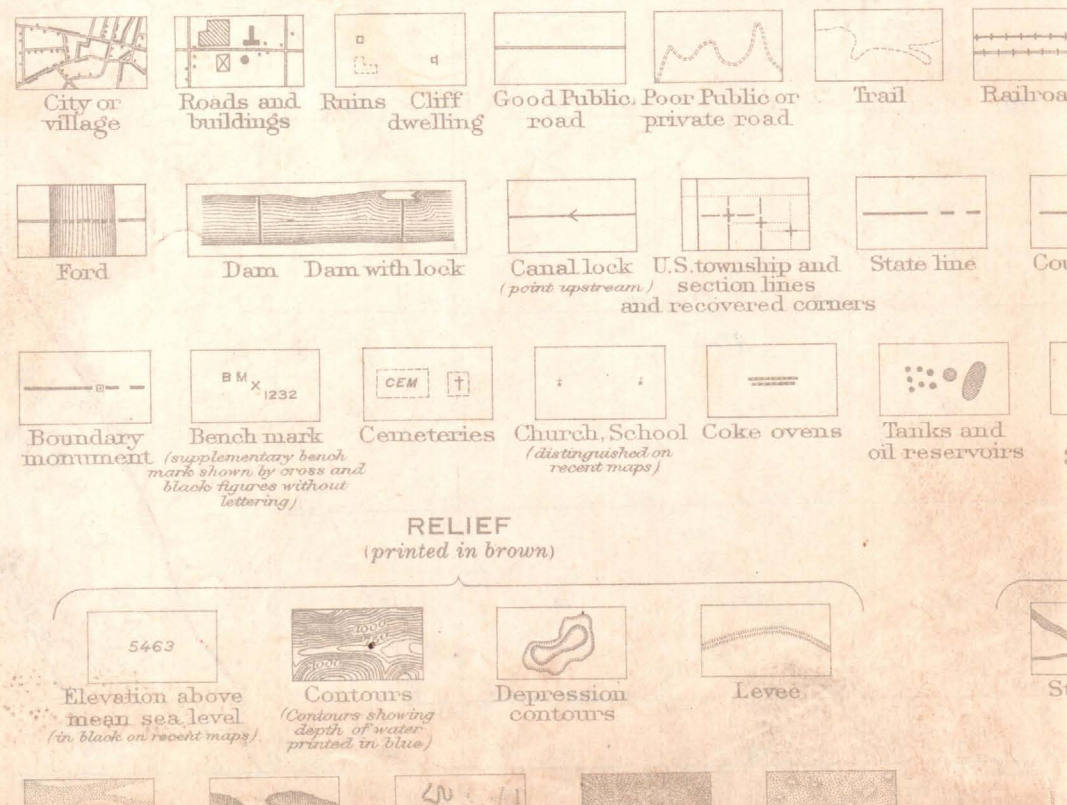 City or
village
Roads and
buildings
Ruins Cliff
dwelling
Good Public
road
Poor Public or
private road
Trail
Ford
Dam
Dam with lock
Canal lock
(point upstream)
U.S. township and
section lines
and recovered corners
State line
B M
X
1232
CEM
Boundary
monument
Bench mark
(supplementary bench
mark shown by cross and
black figures without
lettering)
Cemeteries
Church, School
(distinguished on
recent maps)
Coke ovens
Tanks and
oil reservoirs
RELIEF
(printed in brown)
5463
1000
1000
Elevation above
mean sea level
(in black on recent maps)
Contours
(Contours showing
depth of water
printed in blue)
Depression
contours
Levee